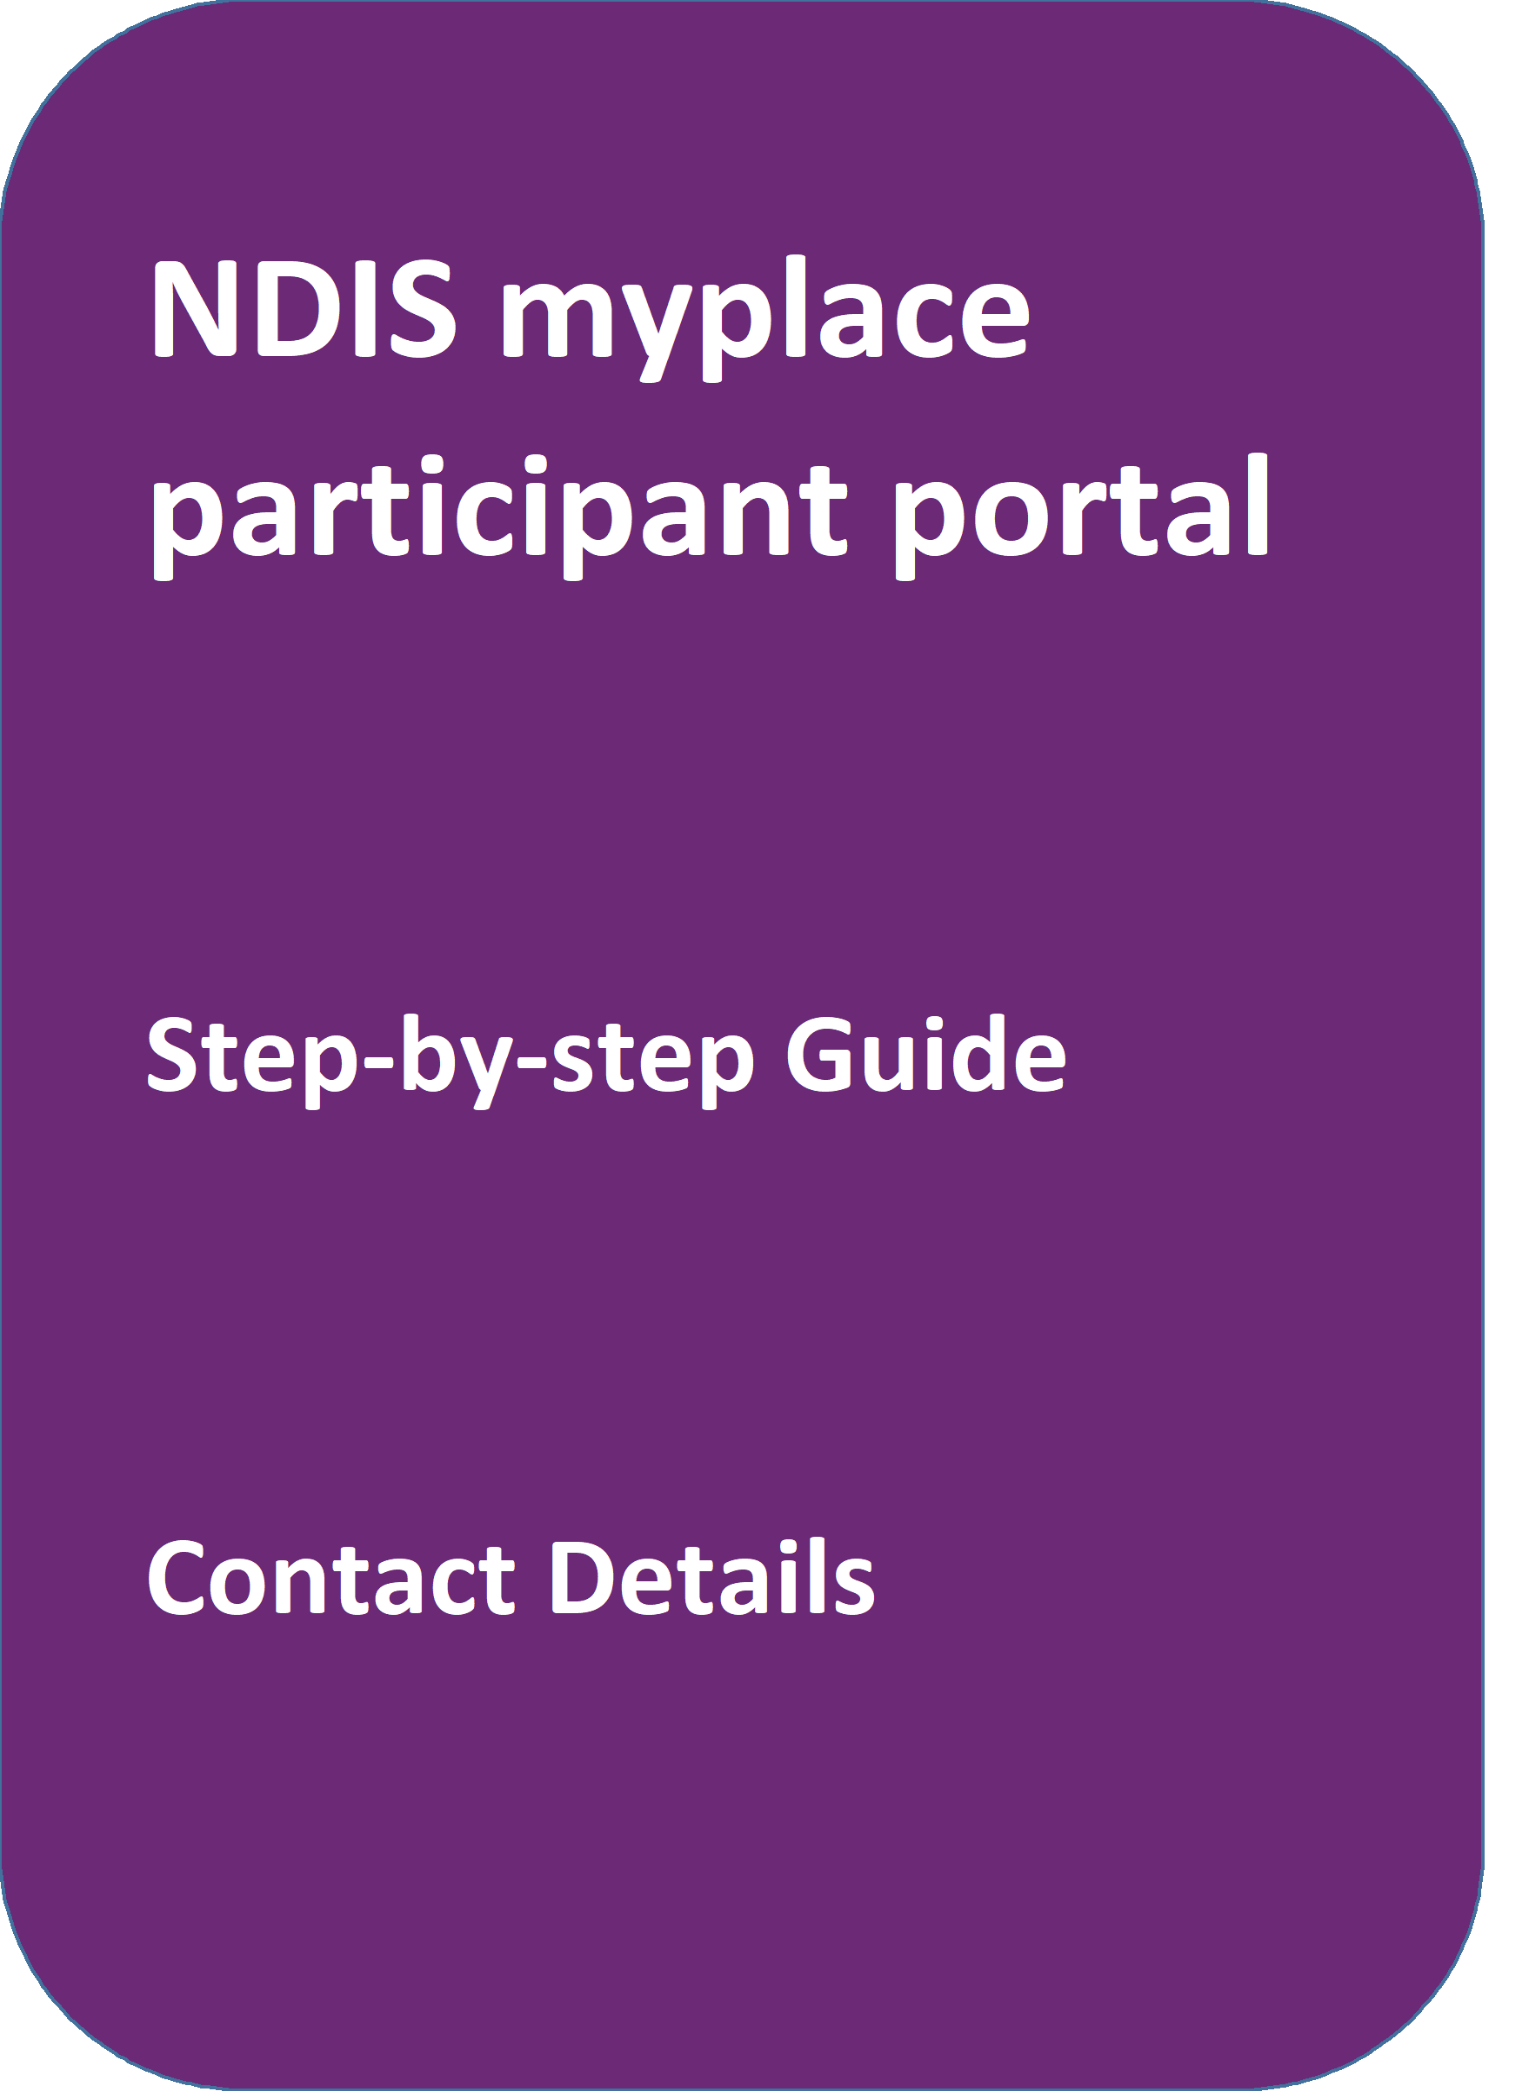 NDIS myplace
participant portal
Step-by-step Guide
Contact Details